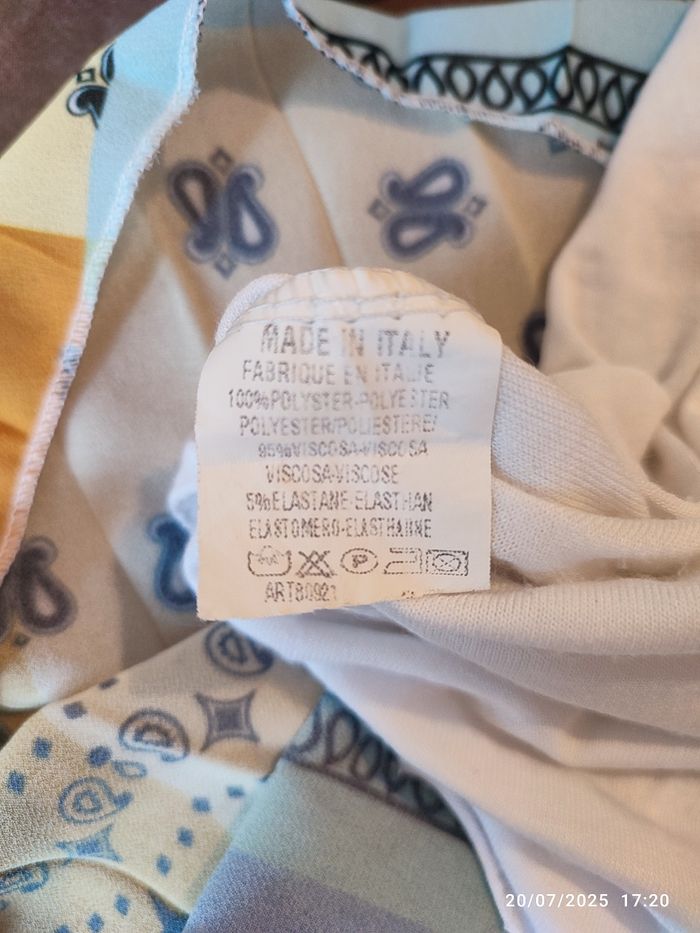 MADE IN ITALY
FABRIQUE EN ITALIE
100%POLYSTER-POLYESTER
POLYESTER/POLIESTERE/
95%VISCOSA-VISCOSA
VISCOSA-VISCOSE
5%ELASTANE-ELASTHAN
ELASTOMERO-ELASTHANNE
P
ART80921
20/07/2025 17:20